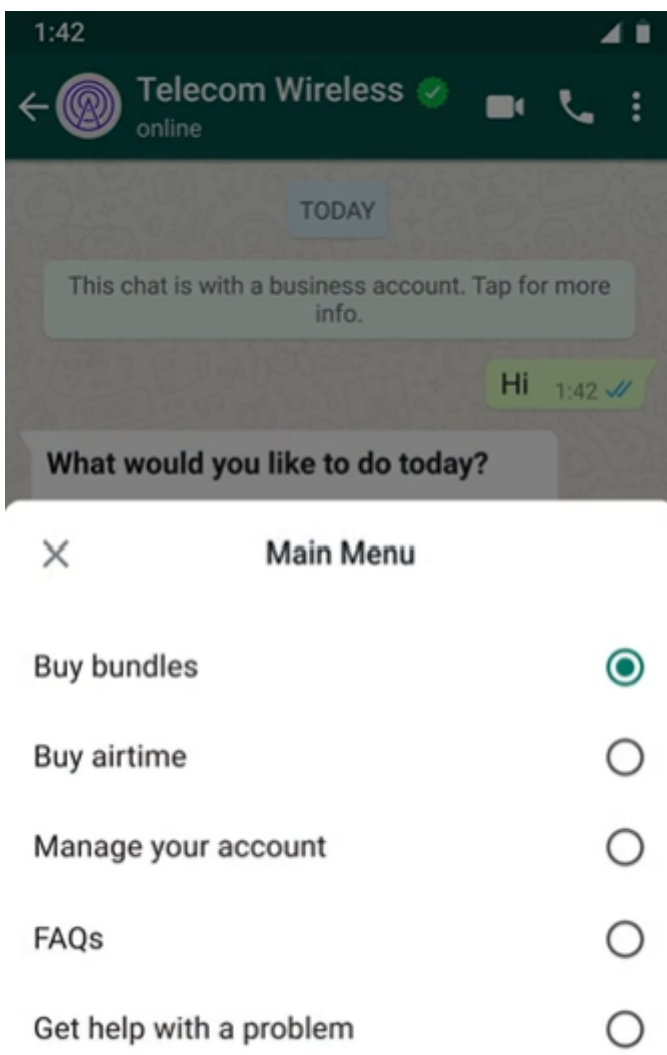 1:42
Telecom Wireless
online
TODAY
This chat is with a business account. Tap for more
info.
Hi 1:42
What would you like to do today?
Main Menu
Buy bundles
Buy airtime
Manage your account
FAQs
Get help with a problem